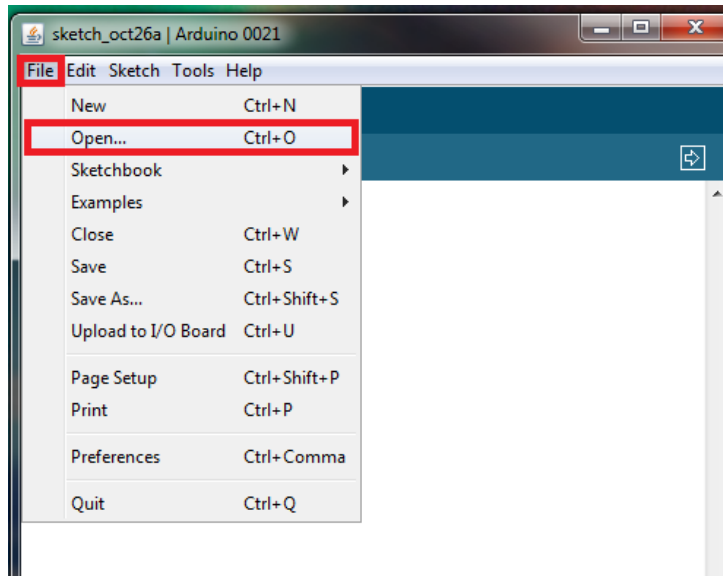 sketch_oct26a | Arduino 0021
File Edit Sketch Tools Help
New Ctrl+N
Open... Ctrl+O
Sketchbook
Examples
Close Ctrl+W
Save Ctrl+S
Save As... Ctrl+Shift+S
Upload to I/O Board Ctrl+U
Page Setup Ctrl+Shift+P
Print Ctrl+P
Preferences Ctrl+Comma
Quit Ctrl+Q